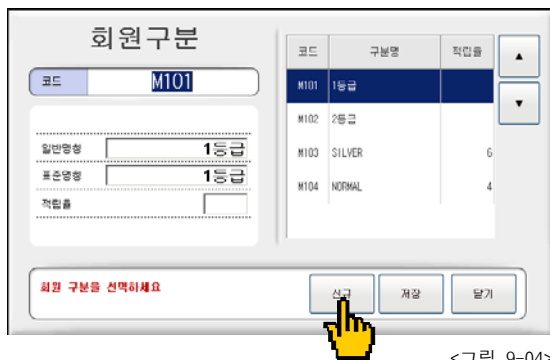 회원구분
코드 M101
일반명칭 1등급
표준명칭 1등급
적립율
코드 구분명 적립율
M101 1등급
M102 2등급
M103 SILVER 6
M104 NORMAL 4
▲
▼
회원 구분을 선택하세요
신규 저장 닫기
<그림 9-04>